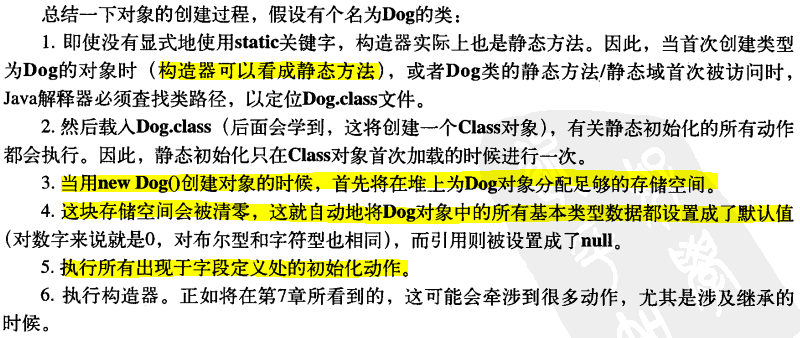 总结一下对象的创建过程，假设有个名为Dog的类：
1. 即使没有显式地使用static关键字，构造器实际上也是静态方法。因此，当首次创建类型
为Dog的对象时（构造器可以看成静态方法），或者Dog类的静态方法/静态域首次被访问时，
Java解释器必须查找类路径，以定位Dog.class文件。
2. 然后载入Dog.class（后面会学到，这将创建一个Class对象），有关静态初始化的所有动作
都会执行。因此，静态初始化只在Class对象首次加载的时候进行一次。
3. 当用new Dog()创建对象的时候，首先将在堆上为Dog对象分配足够的存储空间。
4. 这块存储空间会被清零，这就自动地将Dog对象中的所有基本类型数据都设置成了默认值
(对数字来说就是0，对布尔型和字符型也相同)，而引用则被设置成了null。
5. 执行所有出现于字段定义处的初始化动作。
6. 执行构造器。正如将在第7章所看到的，这可能会牵涉到很多动作，尤其是涉及继承的
时候。